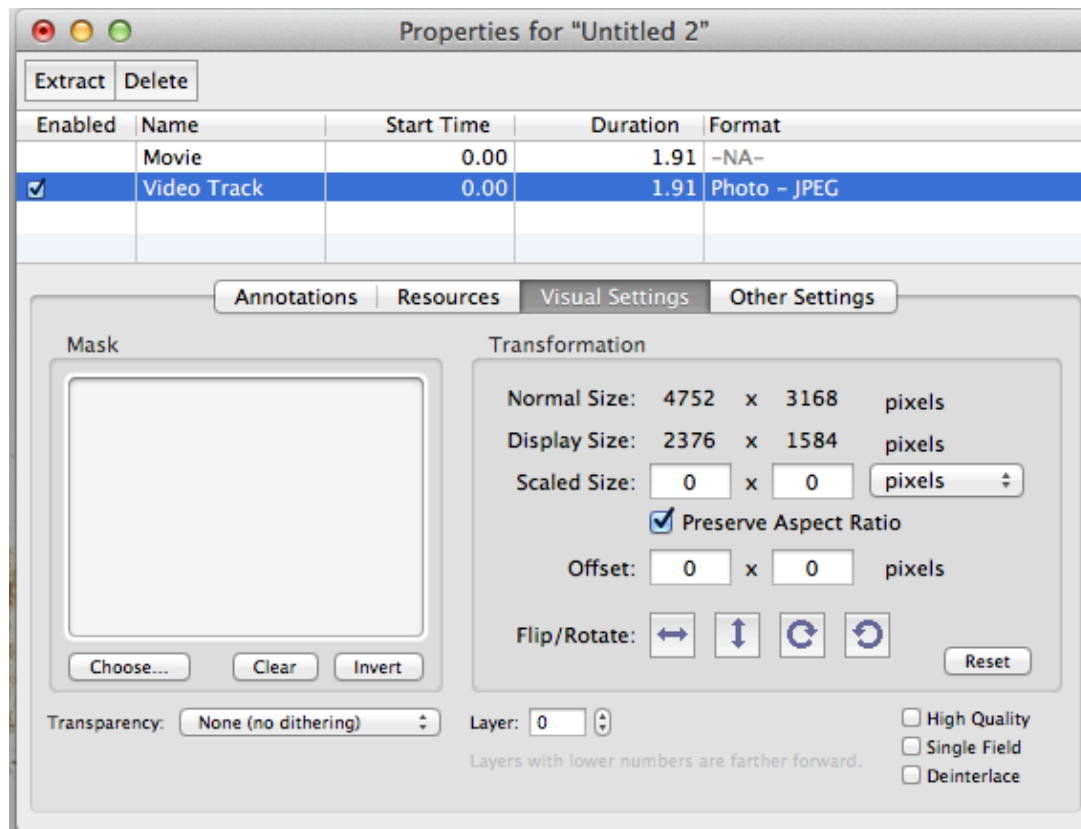 Properties for “Untitled 2”
Extract Delete
Enabled Name Start Time Duration Format
Movie 0.00 1.91 -NA-
Video Track 0.00 1.91 Photo - JPEG
Annotations Resources Visual Settings Other Settings
Mask
Choose...
Clear
Invert
Transformation
Normal Size: 4752 x 3168 pixels
Display Size: 2376 x 1584 pixels
Scaled Size: 0 x 0 pixels
Preserve Aspect Ratio
Offset: 0 x 0 pixels
Flip/Rotate:
Reset
Transparency: None (no dithering)
Layer: 0
Layers with lower numbers are farther forward.
High Quality
Single Field
Deinterlace